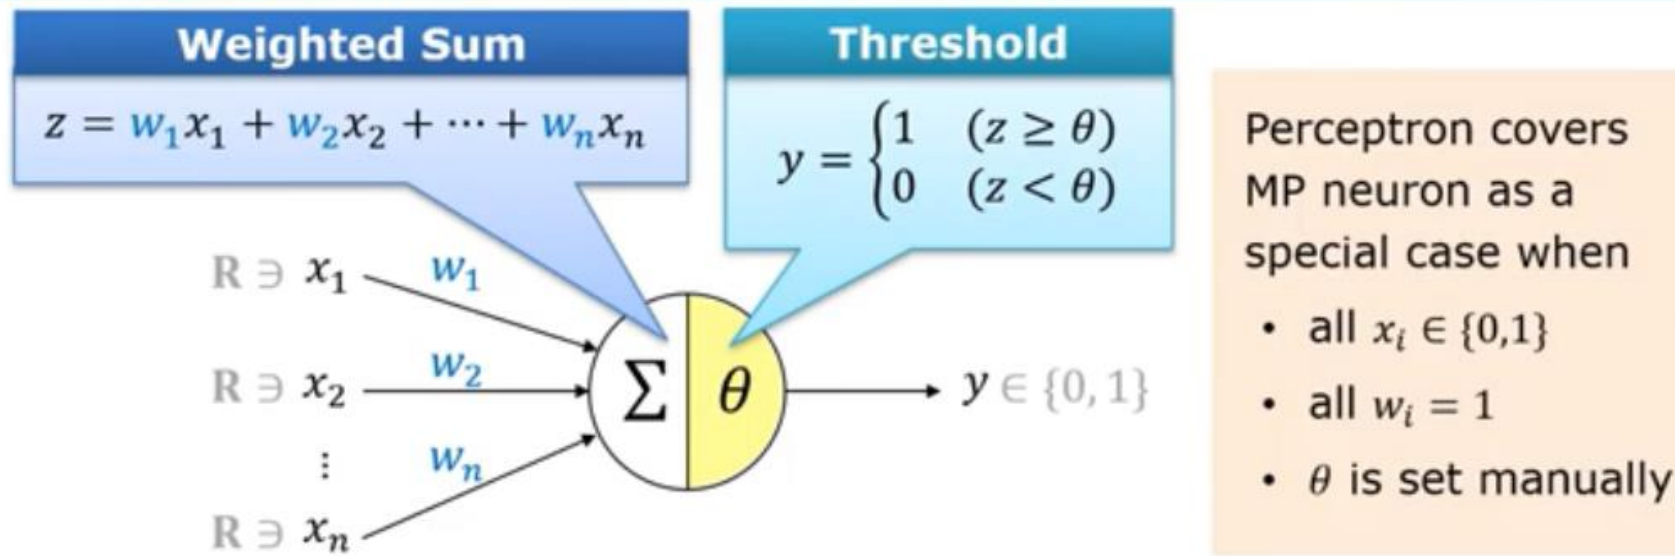 Weighted Sum
z = w₁x₁ + w₂x₂ + ⋯ + wₙxₙ
Threshold
y = {1 (z ≥ θ)
0 (z < θ)
ℝ ∋ x₁ w₁
ℝ ∋ x₂ w₂
⋮ wₙ
ℝ ∋ xₙ
∑ θ
y ∈ {0, 1}
Perceptron covers
MP neuron as a
special case when
• all xᵢ ∈ {0,1}
• all wᵢ = 1
• θ is set manually